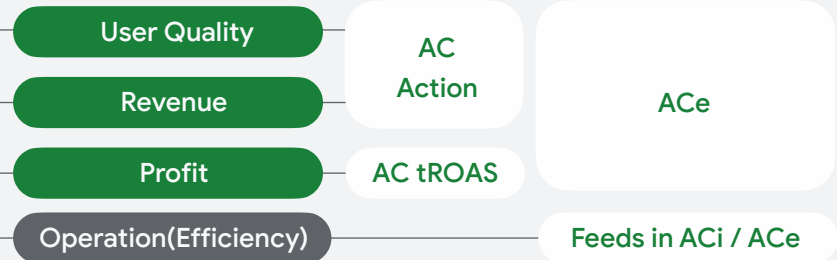 User Quality
AC
Action
Revenue
ACe
Profit
AC tROAS
Operation(Efficiency)
Feeds in ACi / ACe